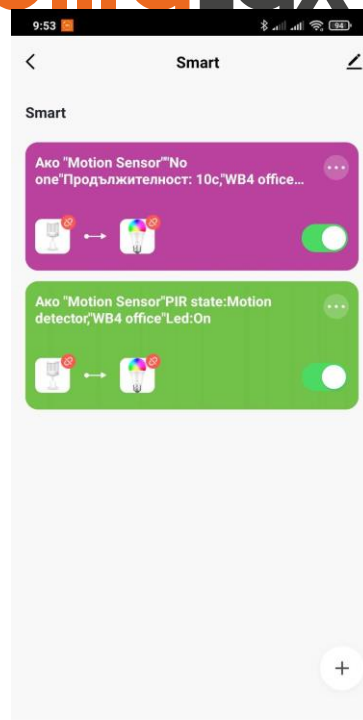 9:53
94
Smart
Smart
Ако "Motion Sensor""No
one"Продължителност: 10с,"WB4 office...
Ако "Motion Sensor"PIR state:Motion
detector,"WB4 office"Led:On